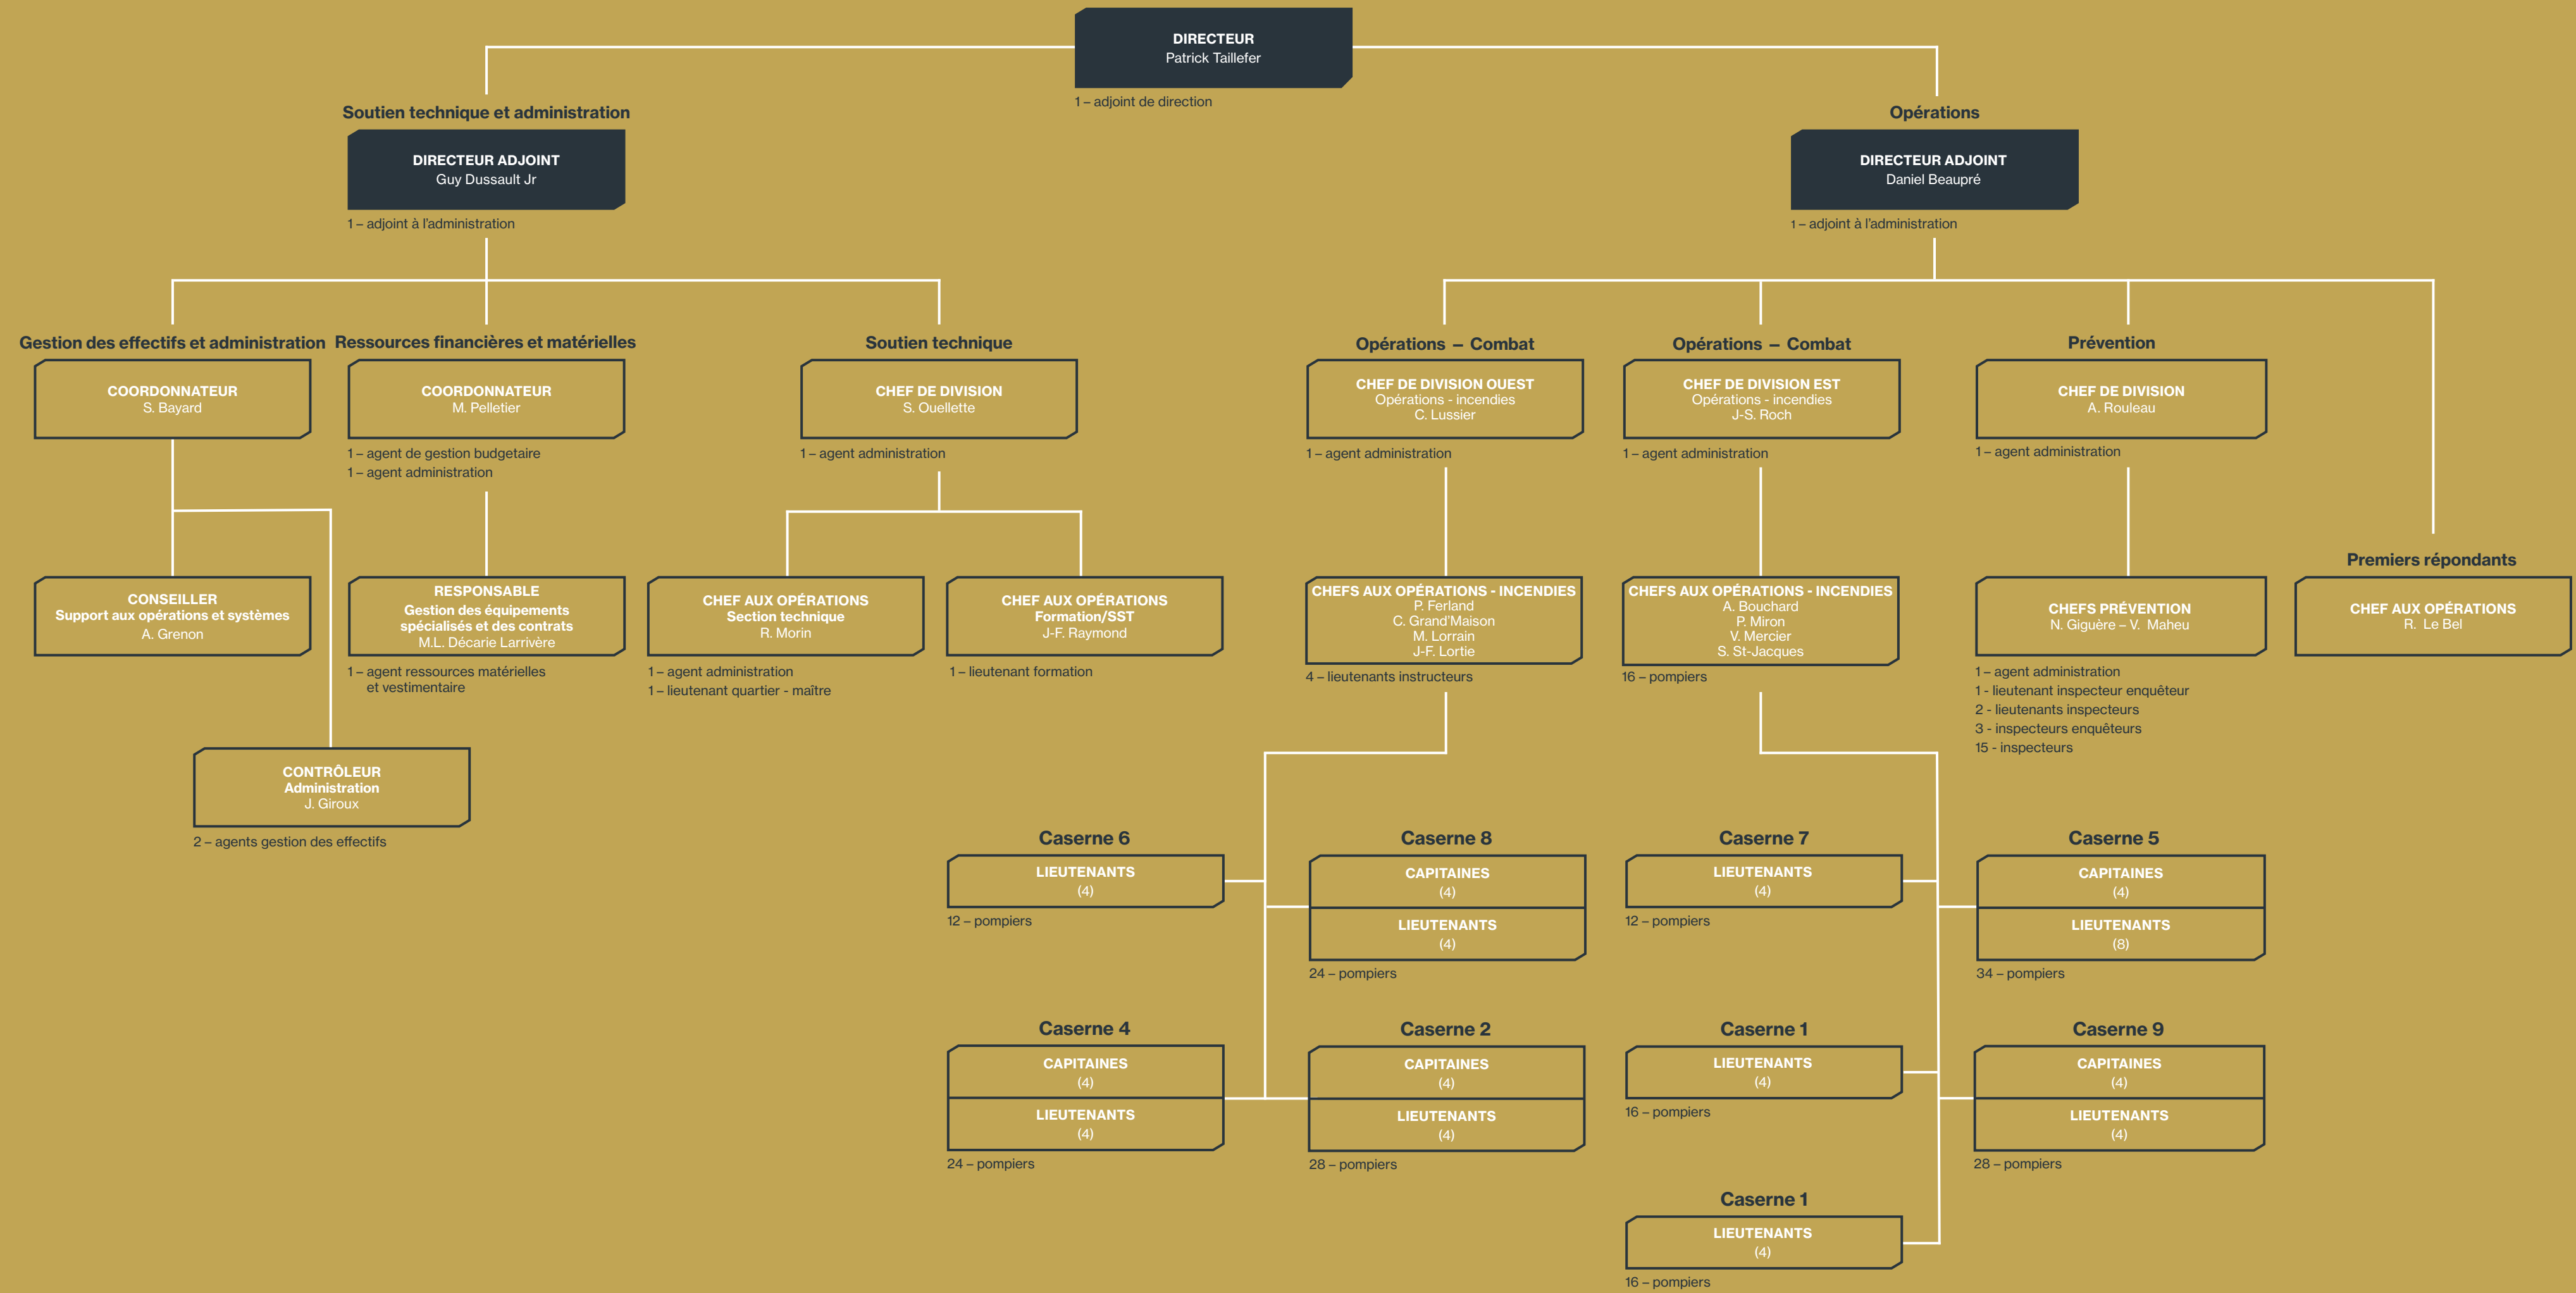 DIRECTEUR
Patrick Taillefer
1 – adjoint de direction
Soutien technique et administration
DIRECTEUR ADJOINT
Guy Dussault Jr
1 – adjoint à l'administration
Opérations
DIRECTEUR ADJOINT
Daniel Beaupré
1 – adjoint à l'administration
Gestion des effectifs et administration
COORDONNATEUR
S. Bayard
Ressources financières et matérielles
COORDONNATEUR
M. Pelletier
1 – agent de gestion budgetaire
1 – agent administration
Soutien technique
CHEF DE DIVISION
S. Ouellette
1 – agent administration
Opérations – Combat
CHEF DE DIVISION OUEST
Opérations - incendies
C. Lussier
1 – agent administration
Opérations – Combat
CHEF DE DIVISION EST
Opérations - incendies
J-S. Roch
1 – agent administration
Prévention
CHEF DE DIVISION
A. Rouleau
1 – agent administration
CONSEILLER
Support aux opérations et systèmes
A. Grenon
RESPONSABLE
Gestion des équipements
spécialisés et des contrats
M.L. Décarie Larrivère
1 – agent ressources matérielles
et vestimentaire
CHEF AUX OPÉRATIONS
Section technique
R. Morin
1 – agent administration
1 – lieutenant quartier - maître
CHEF AUX OPÉRATIONS
Formation/SST
J-F. Raymond
1 – lieutenant formation
CHEFS AUX OPÉRATIONS - INCENDIES
P. Ferland
C. Grand'Maison
M. Lorrain
J-F. Lortie
4 – lieutenants instructeurs
CHEFS AUX OPÉRATIONS - INCENDIES
A. Bouchard
P. Miron
V. Mercier
S. St-Jacques
16 – pompiers
CHEFS PRÉVENTION
N. Giguère – V. Maheu
1 – agent administration
1 - lieutenant inspecteur enquêteur
2 - lieutenants inspecteurs
3 - inspecteurs enquêteurs
15 - inspecteurs
Premiers répondants
CHEF AUX OPÉRATIONS
R. Le Bel
CONTRÔLEUR
Administration
J. Giroux
2 – agents gestion des effectifs
Caserne 6
LIEUTENANTS
(4)
12 – pompiers
Caserne 8
CAPITAINES
(4)
LIEUTENANTS
(4)
24 – pompiers
Caserne 7
LIEUTENANTS
(4)
12 – pompiers
Caserne 5
CAPITAINES
(4)
LIEUTENANTS
(8)
34 – pompiers
Caserne 4
CAPITAINES
(4)
LIEUTENANTS
(4)
24 – pompiers
Caserne 2
CAPITAINES
(4)
LIEUTENANTS
(4)
28 – pompiers
Caserne 1
LIEUTENANTS
(4)
16 – pompiers
Caserne 9
CAPITAINES
(4)
LIEUTENANTS
(4)
28 – pompiers
Caserne 1
LIEUTENANTS
(4)
16 – pompiers